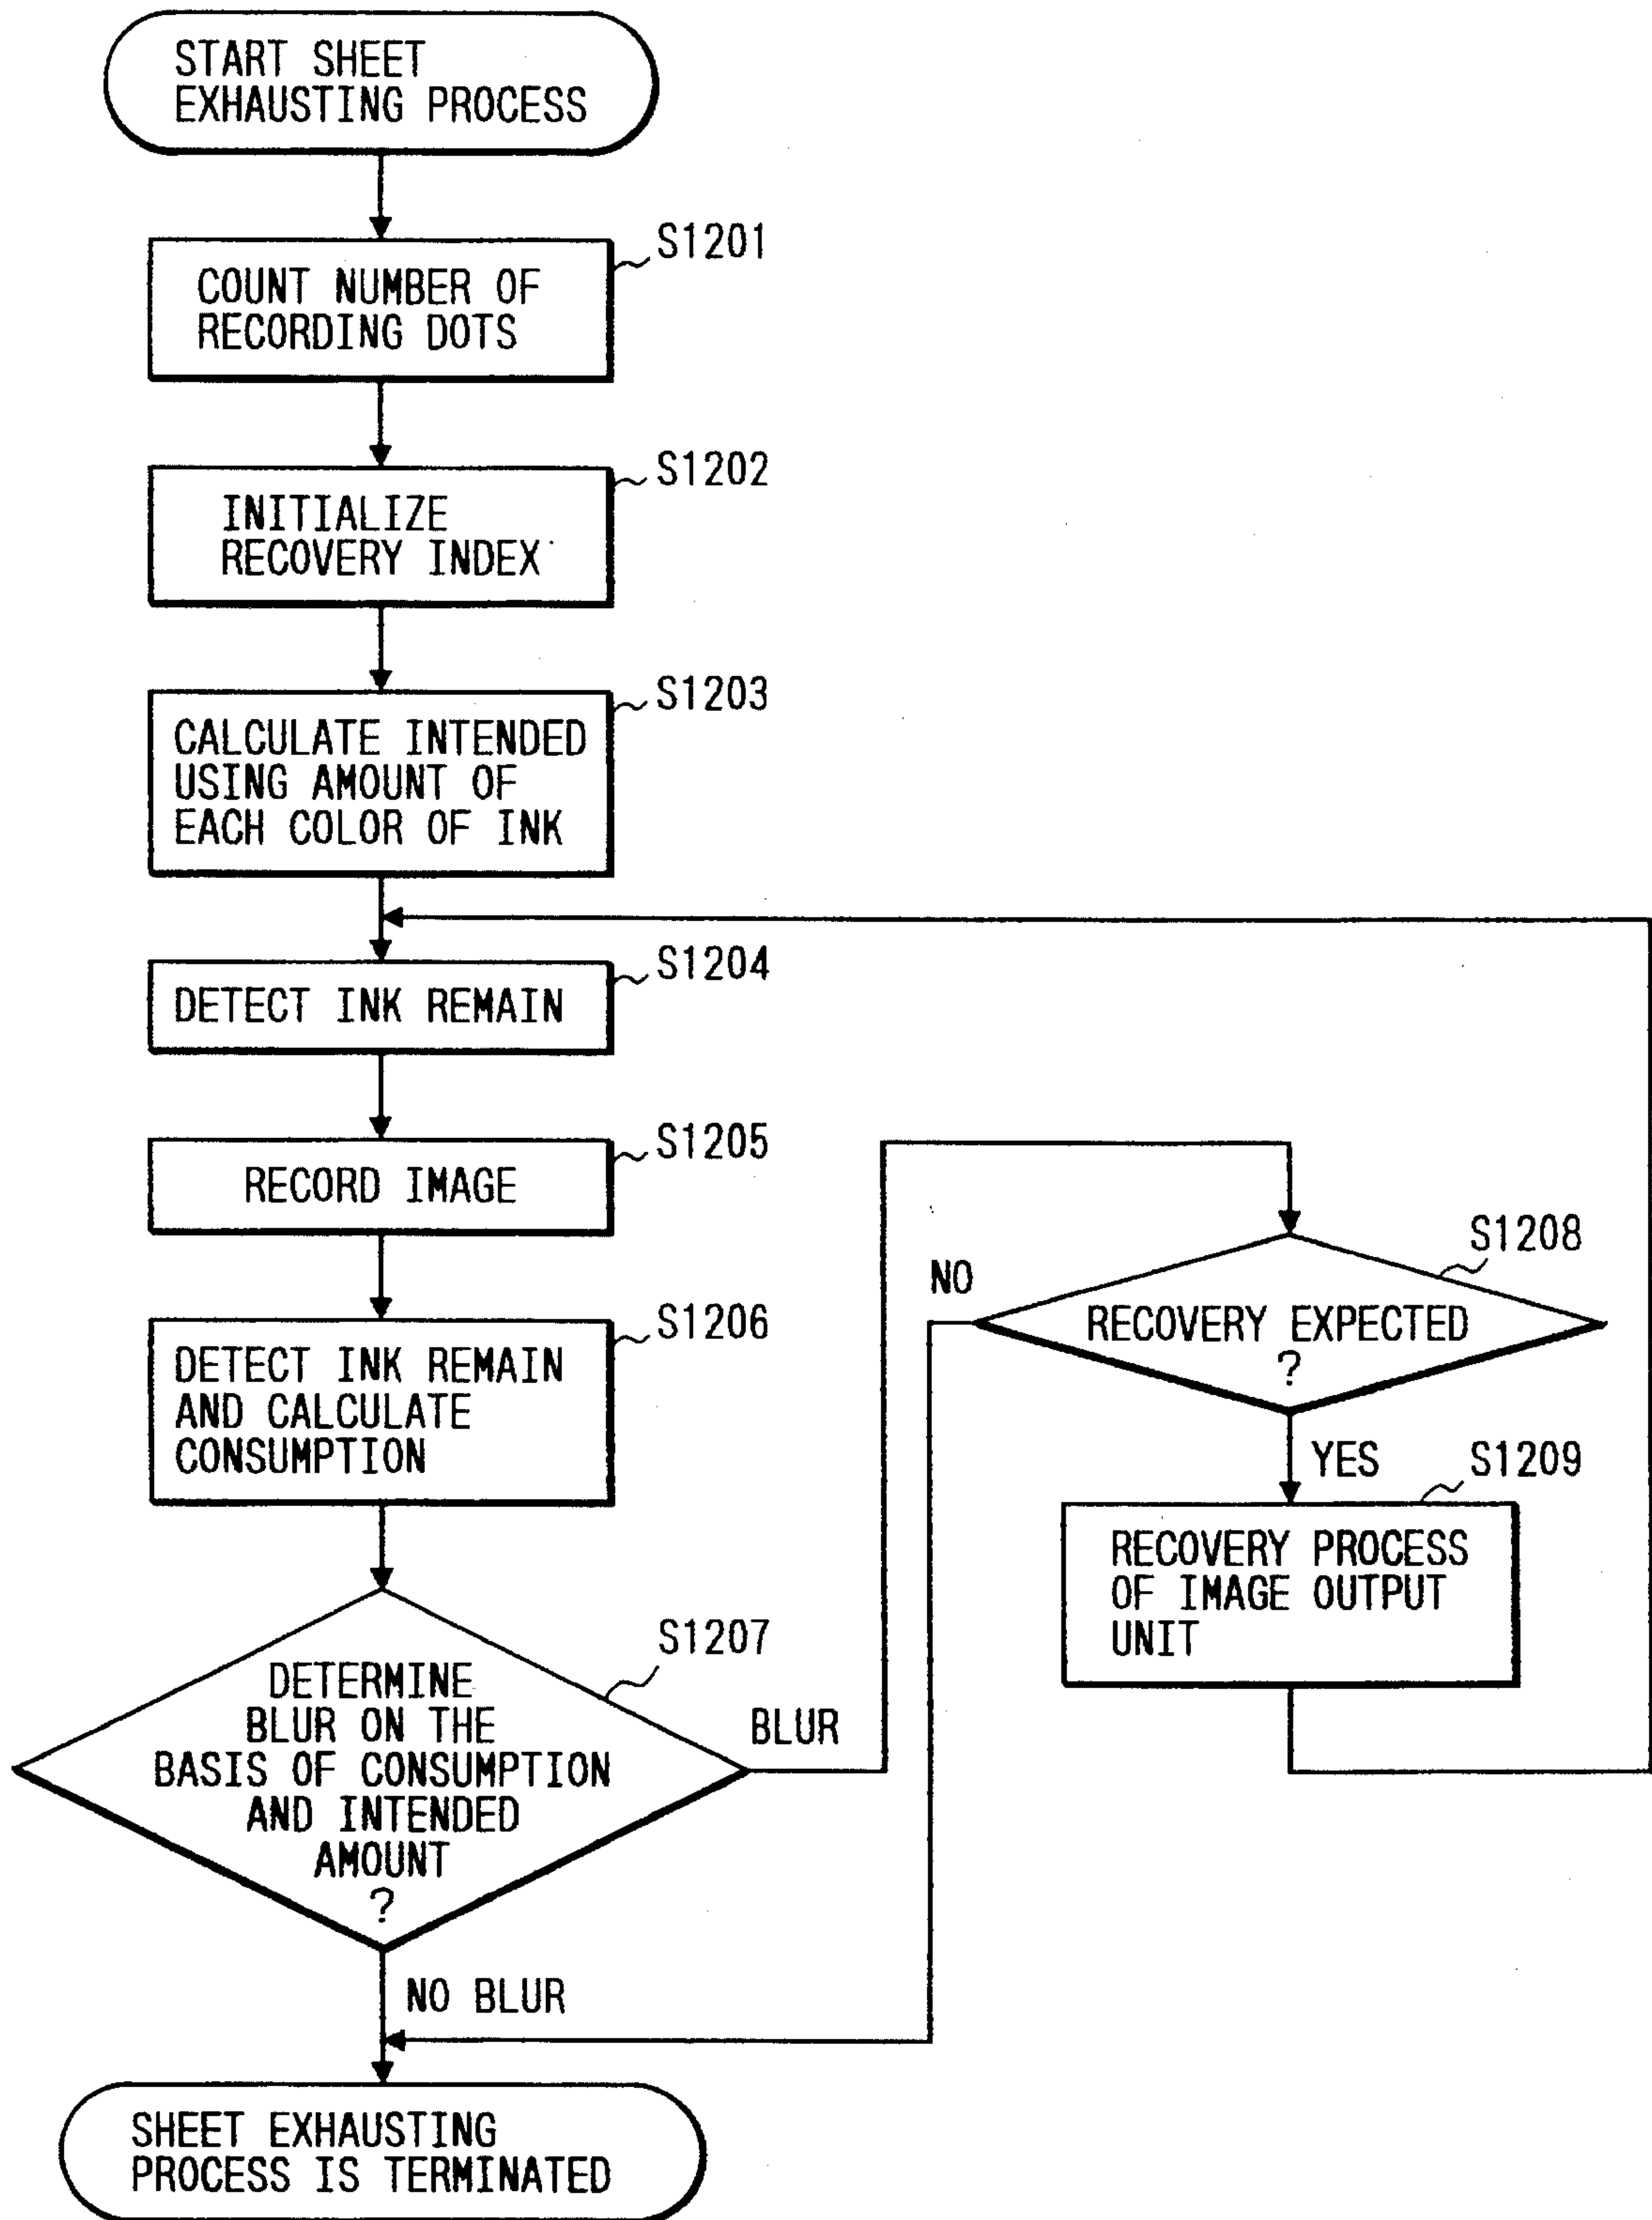 START SHEET
EXHAUSTING PROCESS
S1201
COUNT NUMBER OF
RECORDING DOTS
S1202
INITIALIZE
RECOVERY INDEX
S1203
CALCULATE INTENDED
USING AMOUNT OF
EACH COLOR OF INK
S1204
DETECT INK REMAIN
S1205
RECORD IMAGE
S1206
DETECT INK REMAIN
AND CALCULATE
CONSUMPTION
S1207
DETERMINE
BLUR ON THE
BASIS OF CONSUMPTION
AND INTENDED
AMOUNT
?
BLUR
NO BLUR
S1208
NO
RECOVERY EXPECTED
?
YES
S1209
RECOVERY PROCESS
OF IMAGE OUTPUT
UNIT
SHEET EXHAUSTING
PROCESS IS TERMINATED